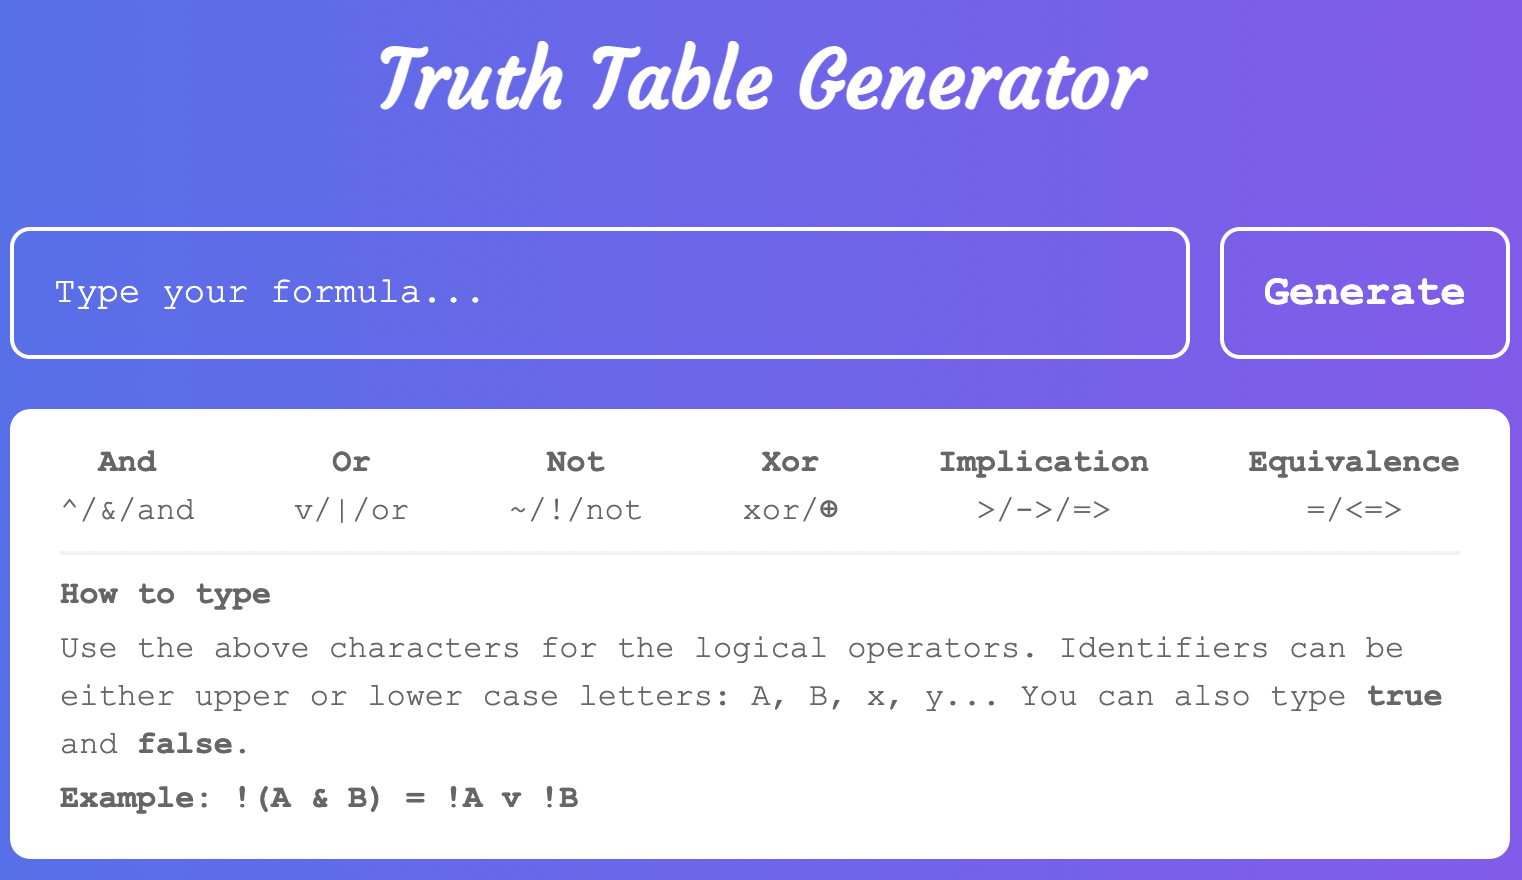 Truth Table Generator
Type your formula...
Generate
And Or Not Xor Implication Equivalence
^/&/and v/|/or ~/!/not xor/⊕ >/->/=> =/<=>
How to type
Use the above characters for the logical operators. Identifiers can be
either upper or lower case letters: A, B, x, y... You can also type true
and false.
Example: !(A & B) = !A v !B